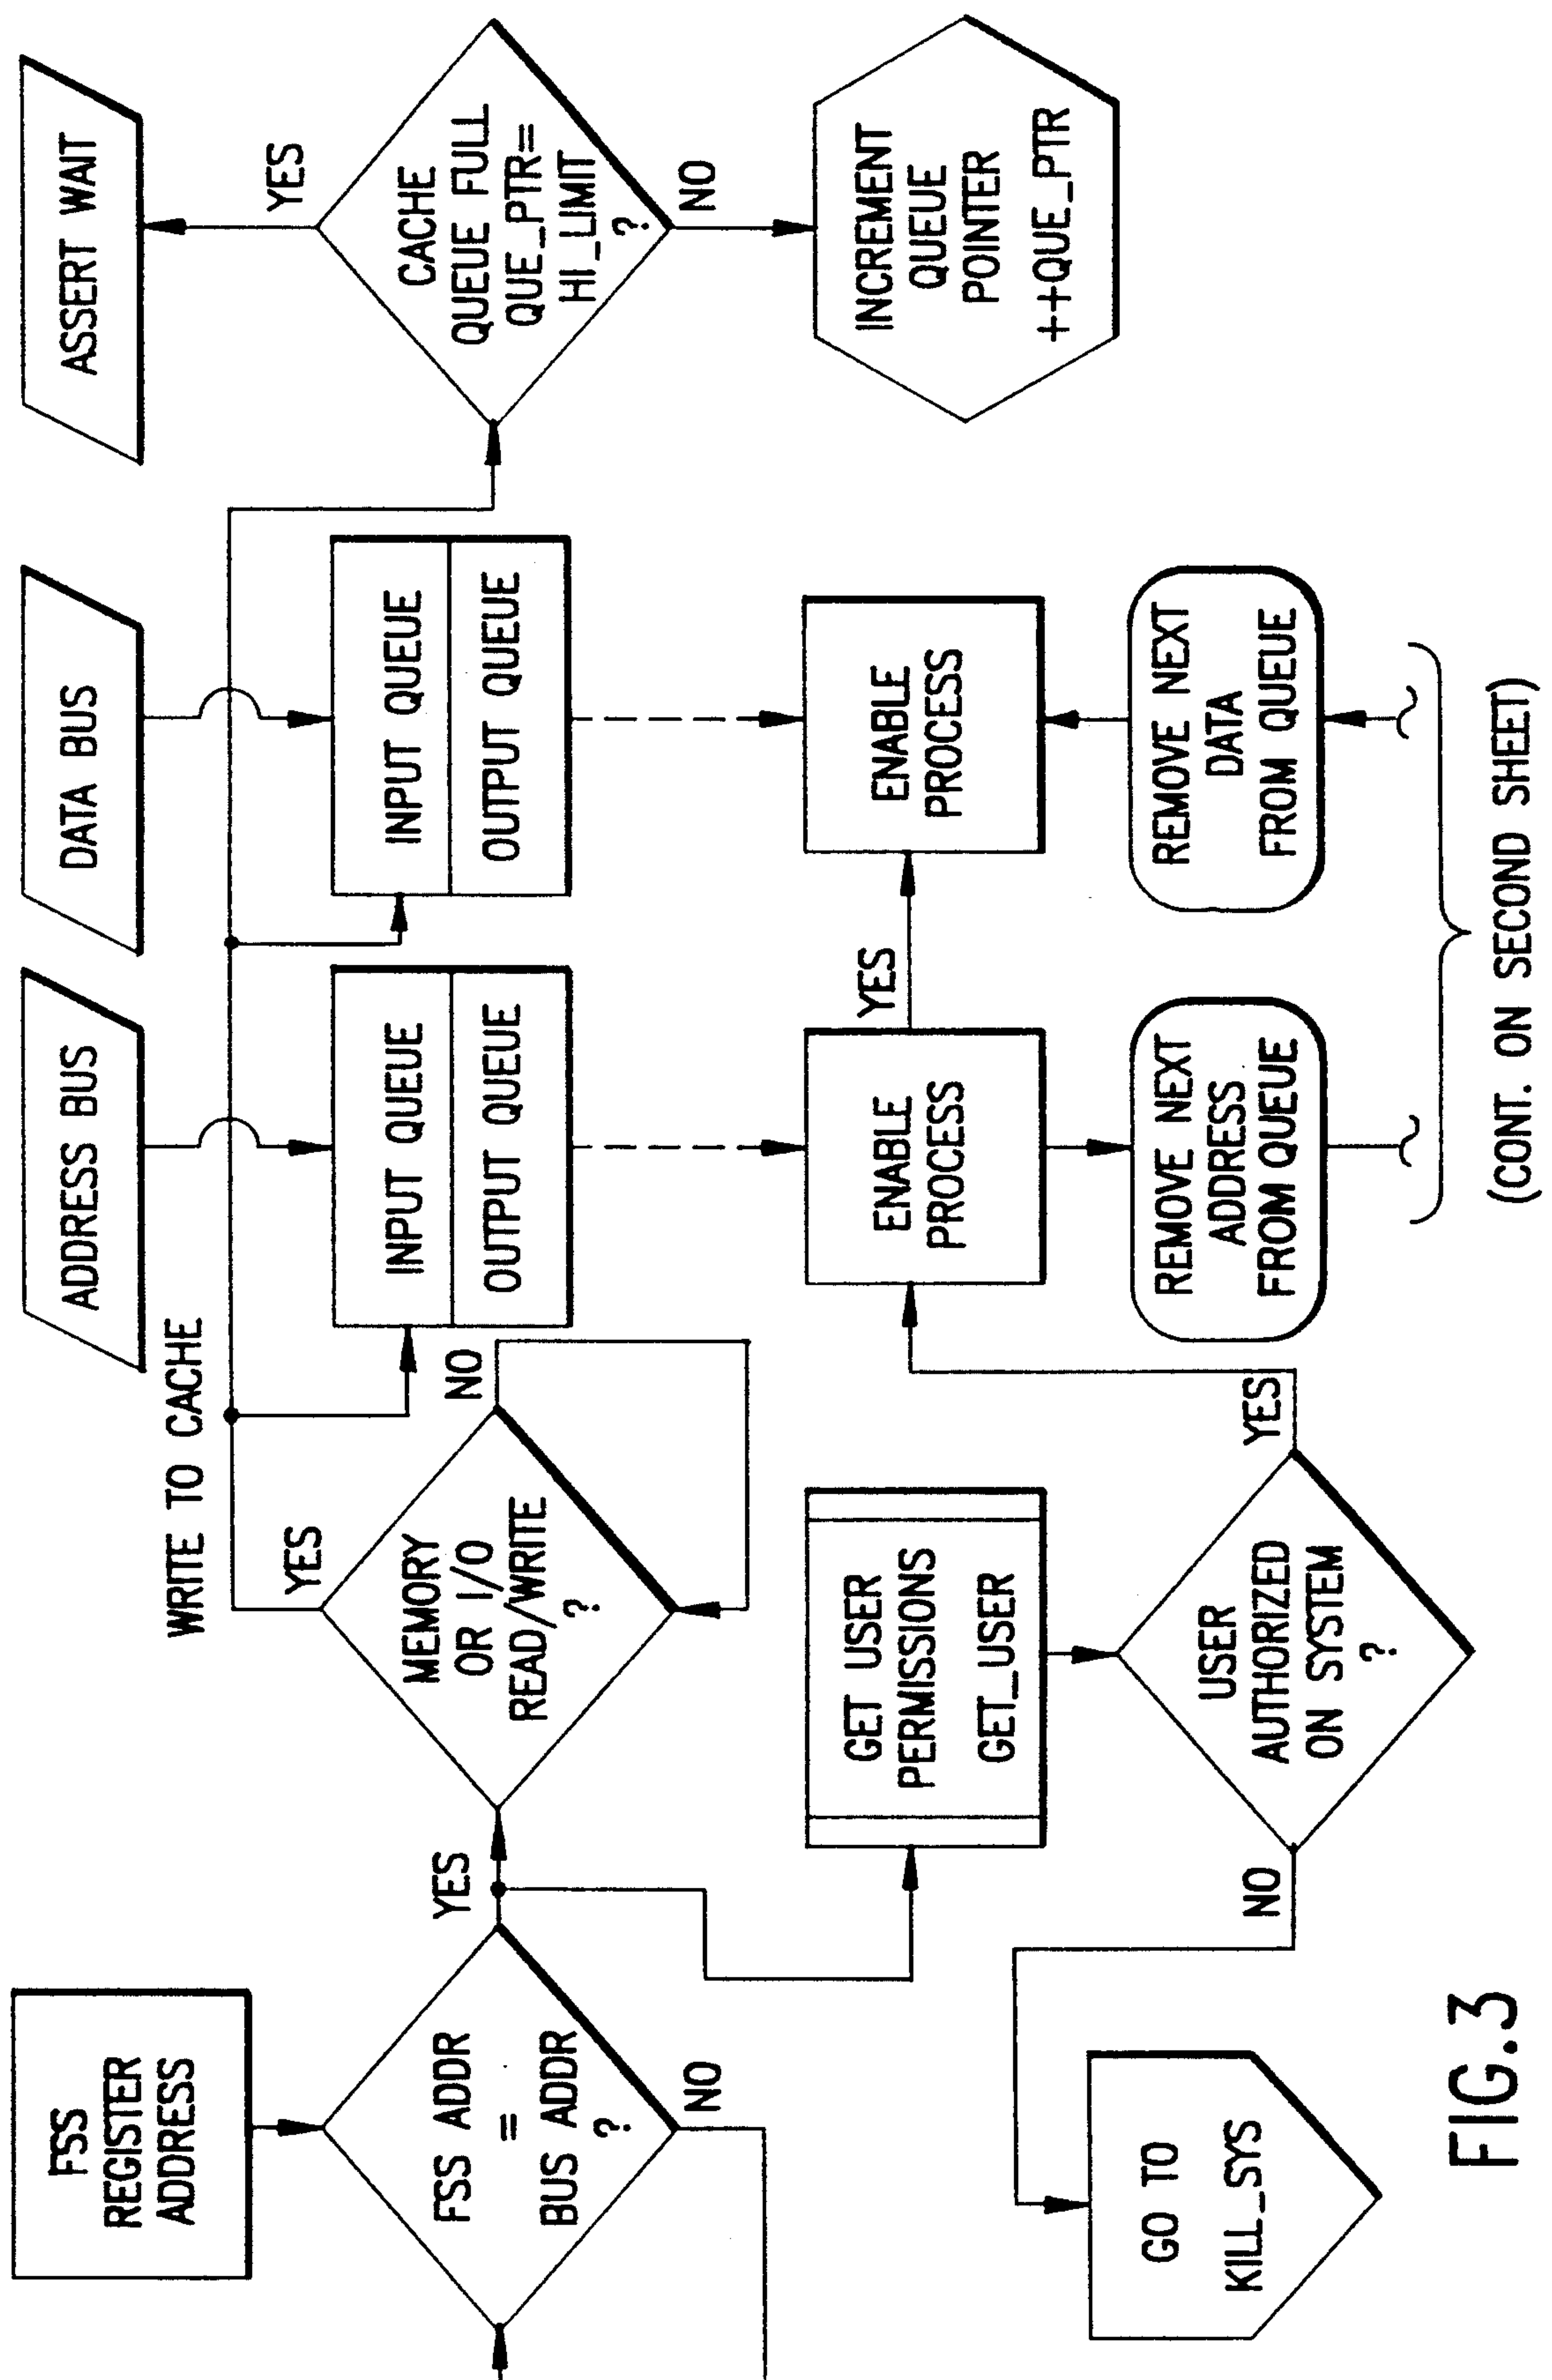 FSS
REGISTER
ADDRESS
FSS ADDR
=
BUS ADDR
?
YES
NO
MEMORY
OR I/O
READ/WRITE
?
YES
NO
WRITE TO CACHE
ADDRESS BUS
INPUT QUEUE
OUTPUT QUEUE
DATA BUS
INPUT QUEUE
OUTPUT QUEUE
ASSERT WAIT
YES
CACHE
QUEUE FULL
QUE_PTR=
HI_LIMIT
?
NO
INCREMENT
QUEUE
POINTER
++QUE_PTR
GET USER
PERMISSIONS
GET_USER
USER
AUTHORIZED
ON SYSTEM
?
NO
YES
GO TO
KILL_SYS
ENABLE
PROCESS
YES
ENABLE
PROCESS
REMOVE NEXT
ADDRESS
FROM QUEUE
REMOVE NEXT
DATA
FROM QUEUE
(CONT. ON SECOND SHEET)
FIG.3